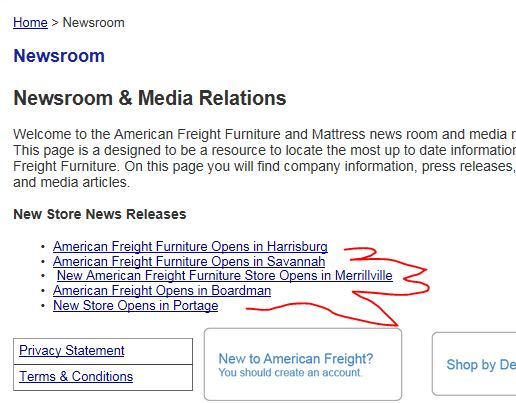 Home > Newsroom
Newsroom
Newsroom & Media Relations
Welcome to the American Freight Furniture and Mattress news room and media
This page is a designed to be a resource to locate the most up to date
Freight Furniture. On this page you will find company information, press releases,
and media articles.
New Store News Releases
• American Freight Furniture Opens in Harrisburg
• American Freight Furniture Opens in Savannah
• New American Freight Furniture Store Opens in Merrillville
• American Freight Opens in Boardman
• New Store Opens in Portage
Privacy Statement
Terms & Conditions
New to American Freight?
You should create an account.
Shop by